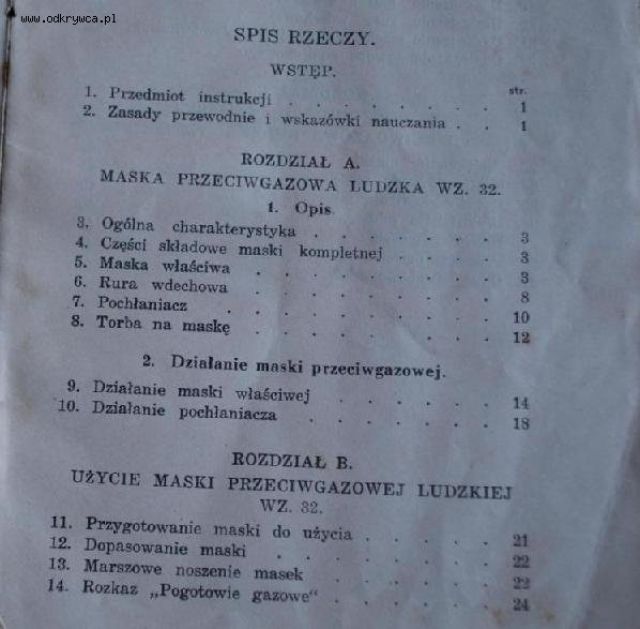 www.odkrywca.pl
SPIS RZECZY.
WSTĘP.
str.
1. Przedmiot instrukcji . . . . . . . 1
2. Zasady przewodnie i wskazówki nauczania . . 1
ROZDZIAŁ A.
MASKA PRZECIWGAZOWA LUDZKA WZ. 32.
1. Opis.
3. Ogólna charakterystyka . . . . . . . 3
4. Części składowe maski kompletnej . . . . 3
5. Maska właściwa . . . . . . . . . 3
6. Rura wdechowa . . . . . . . . . 8
7. Pochłaniacz . . . . . . . . . . 10
8. Torba na maskę . . . . . . . . . 12
2. Działanie maski przeciwgazowej.
9. Działanie maski właściwej . . . . . . 14
10. Działanie pochłaniacza . . . . . . . 18
ROZDZIAŁ B.
UŻYCIE MASKI PRZECIWGAZOWEJ LUDZKIEJ
WZ. 32.
11. Przygotowanie maski do użycia . . . . . 21
12. Dopasowanie maski . . . . . . . . 22
13. Marszowe noszenie masek . . . . . . 23
14. Rozkaz „Pogotowie gazowe“ . . . . . . 24